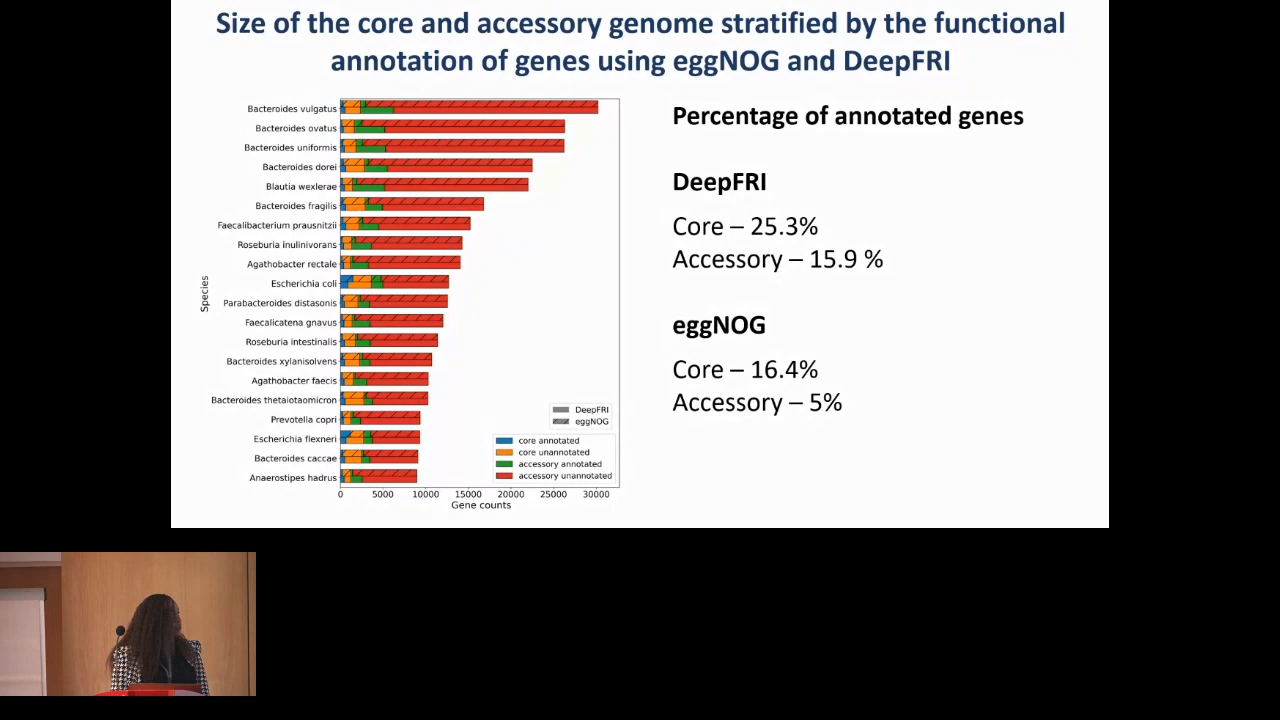 Size of the core and accessory genome stratified by the functional
annotation of genes using eggNOG and DeepFRI
Species
Bacteroides vulgatus
Bacteroides ovatus
Bacteroides uniformis
Bacteroides dorei
Blautia wexlerae
Bacteroides fragilis
Faecalibacterium prausnitzii
Roseburia inulinivorans
Agathobacter rectale
Escherichia coli
Parabacteroides distasonis
Faecalicatena gnavus
Roseburia intestinalis
Bacteroides xylanisolvens
Agathobacter faecis
Bacteroides thetaiotaomicron
Prevotella copri
Escherichia flexneri
Bacteroides caccae
Anaerostipes hadrus
0 5000 10000 15000 20000 25000 30000
Gene counts
DeepFRI
eggNOG
core annotated
core unannotated
accessory annotated
accessory unannotated
Percentage of annotated genes
DeepFRI
Core – 25.3%
Accessory – 15.9 %
eggNOG
Core – 16.4%
Accessory – 5%